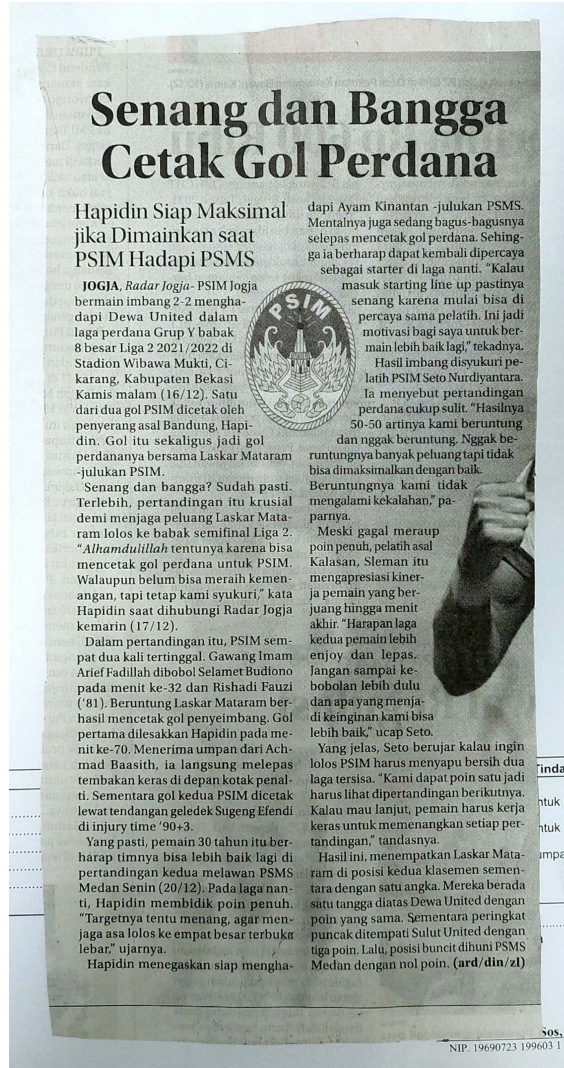 Senang dan Bangga
Cetak Gol Perdana
Hapidin Siap Maksimal
jika Dimainkan saat
PSIM Hadapi PSMS
JOGJA, Radar Jogja- PSIM Jogja
bermain imbang 2-2 mengha-
dapi Dewa United dalam
laga perdana Grup Y babak
8 besar Liga 2 2021/2022 di
Stadion Wibawa Mukti, Ci-
karang, Kabupaten Bekasi
Kamis malam (16/12). Satu
dari dua gol PSIM dicetak oleh
penyerang asal Bandung, Hapi-
din. Gol itu sekaligus jadi gol
perdananya bersama Laskar Mataram
-julukan PSIM.
Senang dan bangga? Sudah pasti.
Terlebih, pertandingan itu krusial
demi menjaga peluang Laskar Mata-
ram lolos ke babak semifinal Liga 2.
“Alhamdulillah tentunya karena bisa
mencetak gol perdana untuk PSIM.
Walaupun belum bisa meraih kemen-
angan, tapi tetap kami syukuri,” kata
Hapidin saat dihubungi Radar Jogja
kemarin (17/12).
Dalam pertandingan itu, PSIM sem-
pat dua kali tertinggal. Gawang Imam
Arief Fadillah dibobol Selamet Budiono
pada menit ke-32 dan Rishadi Fauzi
(‘81). Beruntung Laskar Mataram ber-
hasil mencetak gol penyeimbang. Gol
pertama dilesakkan Hapidin pada me-
nit ke-70. Menerima umpan dari Ach-
mad Baasith, ia langsung melepas
tembakan keras di depan kotak penal-
ti. Sementara gol kedua PSIM dicetak
lewat tendangan geledek Sugeng Efendi
di injury time ‘90+3.
Yang pasti, pemain 30 tahun itu ber-
harap timnya bisa lebih baik lagi di
pertandingan kedua melawan PSMS
Medan Senin (20/12). Pada laga nan-
ti, Hapidin membidik poin penuh.
“Targetnya tentu menang, agar men-
jaga asa lolos ke empat besar terbuka
lebar,” ujarnya.
Hapidin menegaskan siap mengha-
dapi Ayam Kinantan -julukan PSMS.
Mentalnya juga sedang bagus-bagusnya
selepas mencetak gol perdana. Sehing-
ga ia berharap dapat kembali dipercaya
sebagai starter di laga nanti. “Kalau
masuk starting line up pastinya
senang karena mulai bisa di
percaya sama pelatih. Ini jadi
motivasi bagi saya untuk ber-
main lebih baik lagi,” tekadnya.
Hasil imbang disyukuri pe-
latih PSIM Seto Nurdiyantara.
Ia menyebut pertandingan
perdana cukup sulit. “Hasilnya
50-50 artinya kami beruntung
dan nggak beruntung. Nggak be-
runtungnya banyak peluang tapi tidak
bisa dimaksimalkan dengan baik.
Beruntungnya kami tidak
mengalami kekalahan,” pa-
parnya.
Meski gagal meraup
poin penuh, pelatih asal
Kalasan, Sleman itu
mengapresiasi kiner-
ja pemain yang ber-
juang hingga menit
akhir. “Harapan laga
kedua pemain lebih
enjoy dan lepas.
Jangan sampai ke-
bobolan lebih dulu
dan apa yang menja-
di keinginan kami bisa
lebih baik,” ucap Seto.
Yang jelas, Seto berujar kalau ingin
lolos PSIM harus menyapu bersih dua
laga tersisa. “Kami dapat poin satu jadi
harus lihat dipertandingan berikutnya.
Kalau mau lanjut, pemain harus kerja
keras untuk memenangkan setiap per-
tandingan,” tandasnya.
Hasil ini, menempatkan Laskar Mata-
ram di posisi kedua klasemen semen-
tara dengan satu angka. Mereka berada
satu tangga diatas Dewa United dengan
poin yang sama. Sementara peringkat
puncak ditempati Sulut United dengan
tiga poin. Lalu, posisi buncit dihuni PSMS
Medan dengan nol poin. (ard/din/zl)
PSIM
Tinda
ntuk
ntuk
umpa
Sos,
NIP. 19690723 199603 1